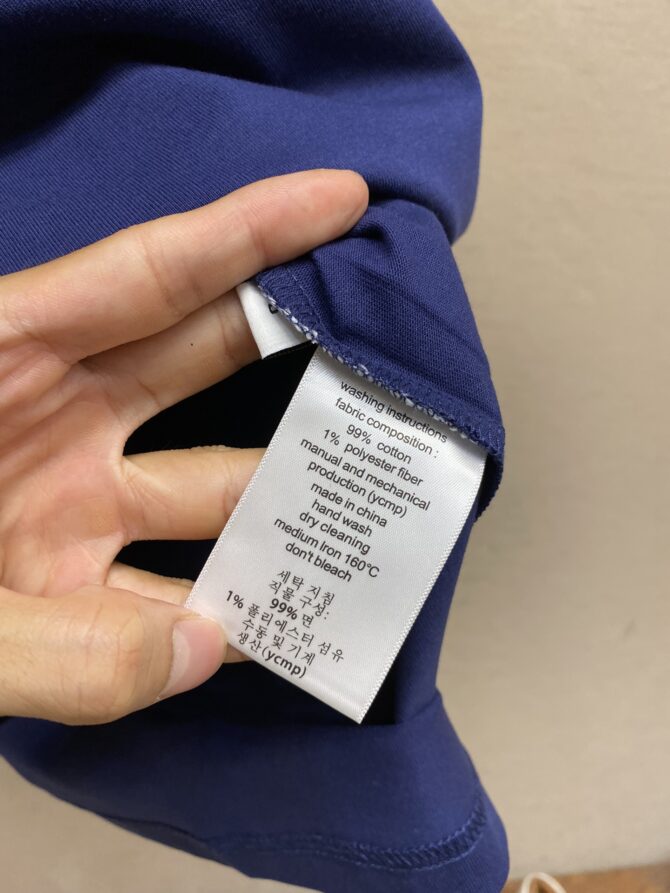 washing instructions
fabric composition :
99% cotton
1% polyester fiber
manual and mechanical
production (ycmp)
made in china
hand wash
dry cleaning
medium Iron 160℃
don't bleach
세탁 지침
직물 구성:
99% 면
1% 폴리에스터 섬유
수동 및 기계
생산(ycmp)